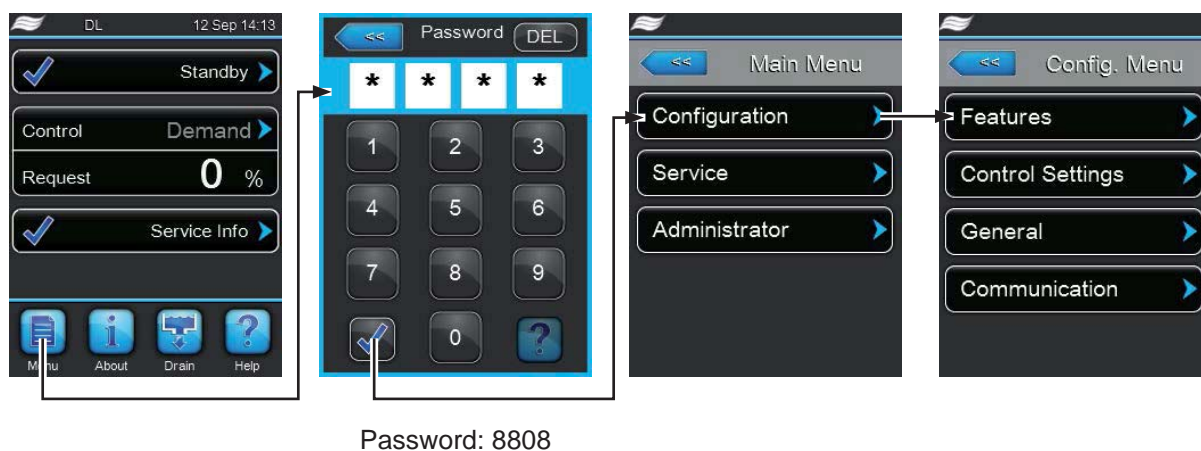 DL 12 Sep 14:13
Standby
Control Demand
Request 0 %
Service Info
Menu About Drain Help
<< Password DEL
* * * *
1 2 3
4 5 6
7 8 9
0 ?
<< Main Menu
Configuration
Service
Administrator
<< Config. Menu
Features
Control Settings
General
Communication
Password: 8808